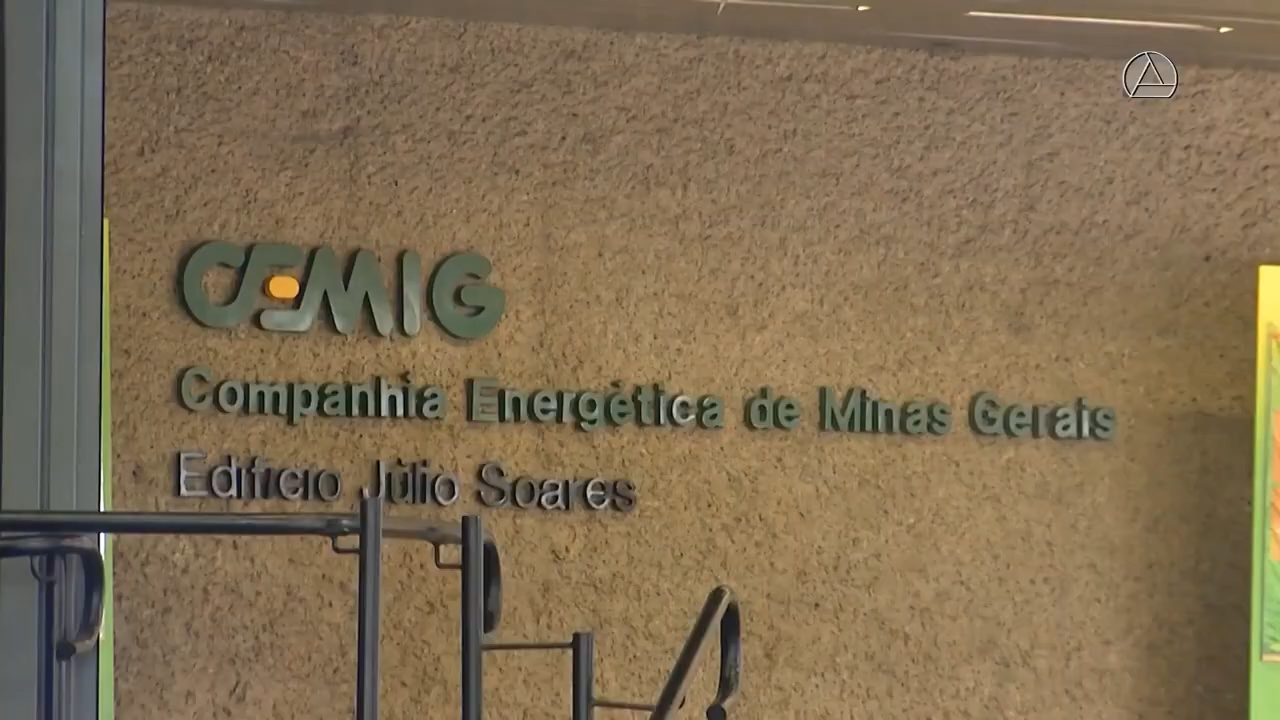 CEMIG
Companhia Energética de Minas Gerais
Edifício Júlio Soares